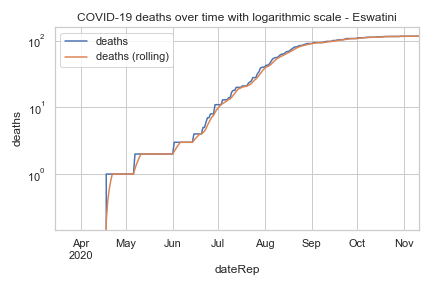 COVID-19 deaths over time with logarithmic scale - Eswatini
deaths
deaths (rolling)
deaths
10²
10¹
10⁰
Apr May Jun Jul Aug Sep Oct Nov
2020
dateRep